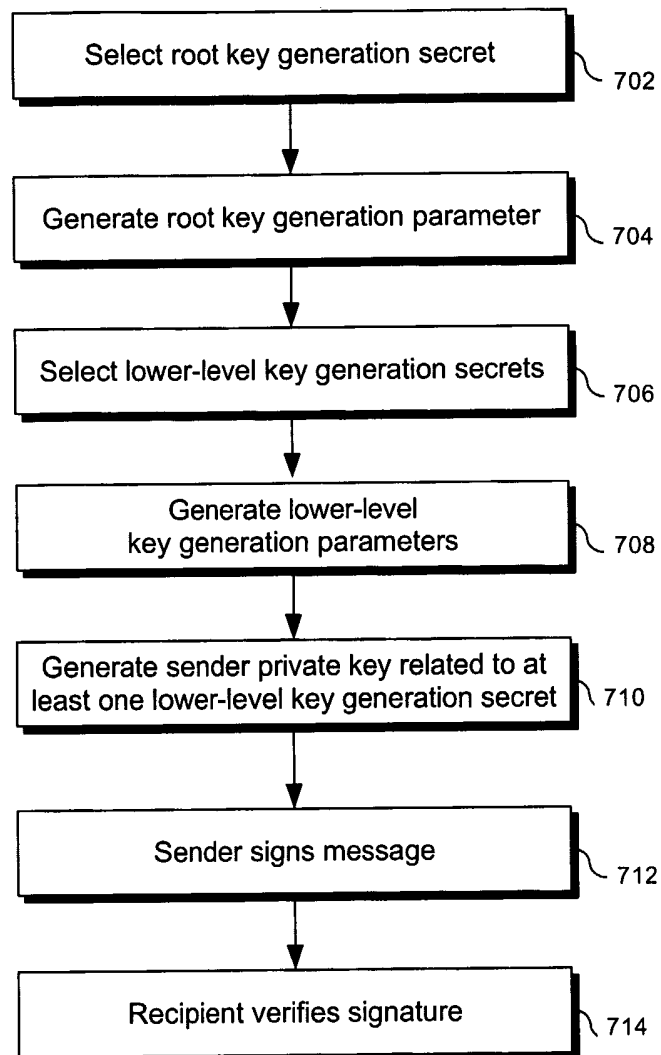 Select root key generation secret
702
Generate root key generation parameter
704
Select lower-level key generation secrets
706
Generate lower-level
key generation parameters
708
Generate sender private key related to at
least one lower-level key generation secret
710
Sender signs message
712
Recipient verifies signature
714